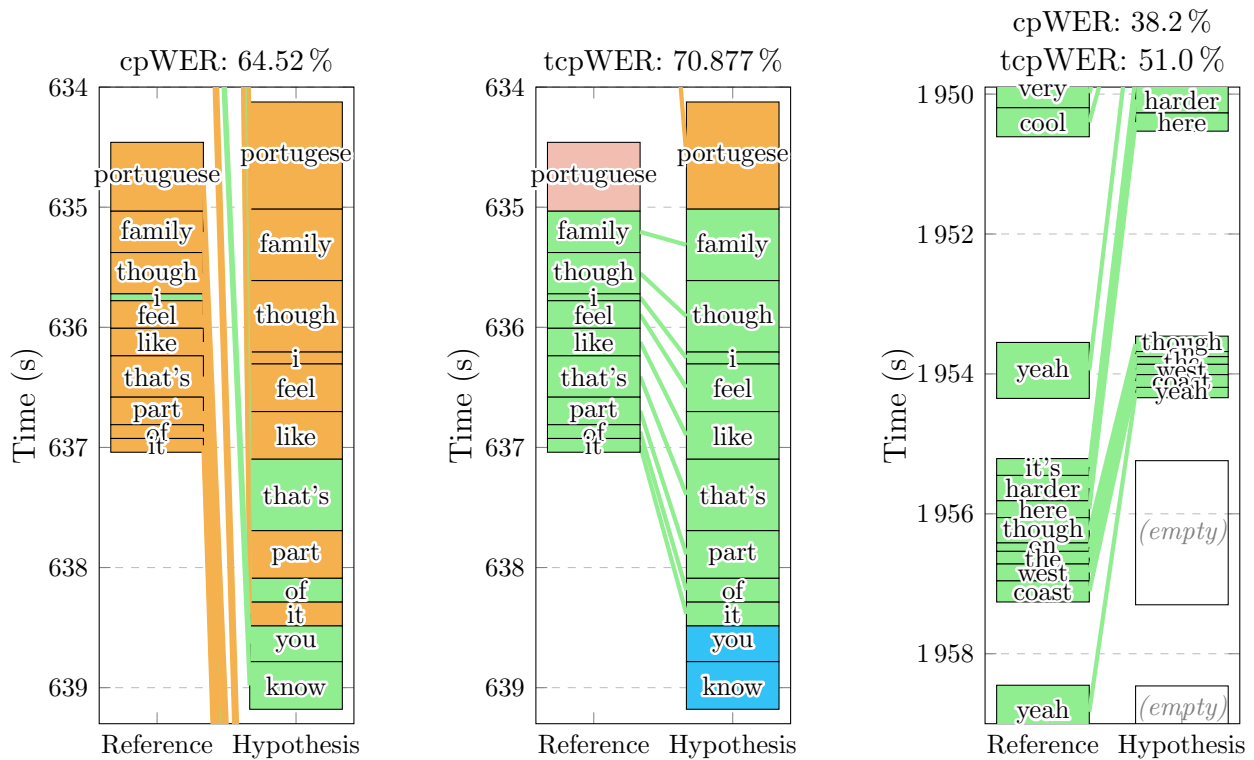 cpWER: 64.52 %
634
635
636
637
638
639
Time (s)
portuguese
family
though
i
feel
like
that's
part
of
it
portugese
family
though
i
feel
like
that's
part
of
it
you
know
Reference
Hypothesis
tcpWER: 70.877 %
634
635
636
637
638
639
Time (s)
portuguese
family
though
i
feel
like
that's
part
of
it
portugese
family
though
i
feel
like
that's
part
of
it
you
know
Reference
Hypothesis
cpWER: 38.2 %
tcpWER: 51.0 %
1 950
1 952
1 954
1 956
1 958
Time (s)
very
cool
yeah
it's
harder
here
though
on
the
west
coast
yeah
harder
here
though
on
the
west
coast
yeah
(empty)
(empty)
Reference
Hypothesis